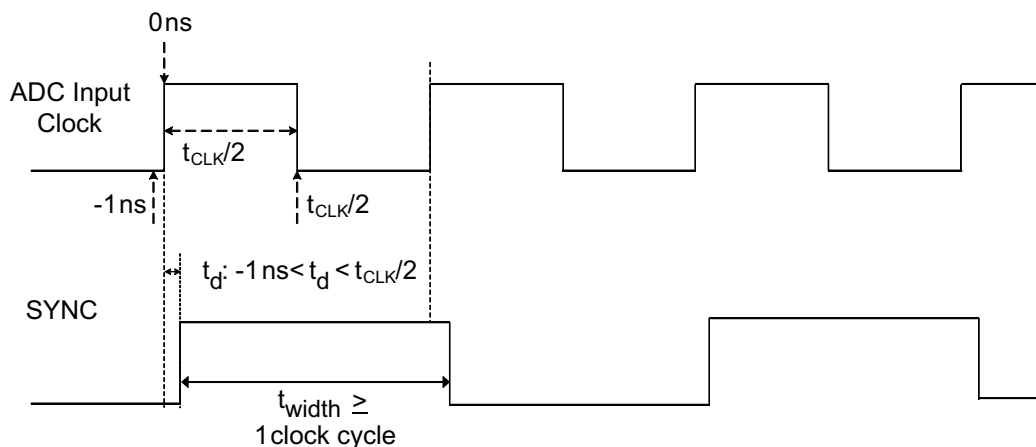 0ns
ADC Input
Clock
tCLK/2
-1ns
tCLK/2
td: -1ns< td < tCLK/2
SYNC
twidth ≥
1clock cycle